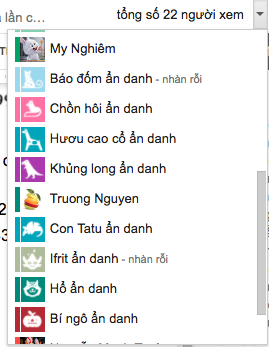 lần c...
tổng số 22 người xem
My Nghiêm
Báo đốm ẩn danh - nhàn rỗi
Chồn hôi ẩn danh
Hươu cao cổ ẩn danh
Khủng long ẩn danh
Truong Nguyen
Con Tatu ẩn danh
Ifrit ẩn danh - nhàn rỗi
Hổ ẩn danh
Bí ngô ẩn danh